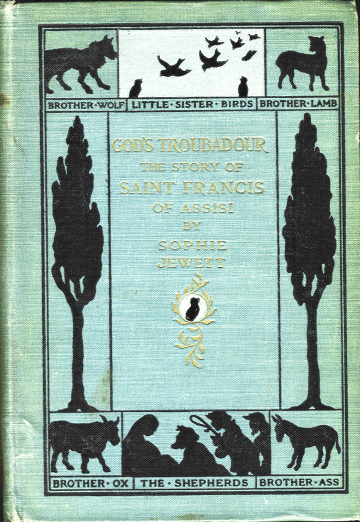 BROTHER·WOLF LITTLE·SISTER·BIRDS BROTHER·LAMB
GOD'S TROUBADOUR
THE STORY OF
SAINT FRANCIS
OF ASSISI
BY
SOPHIE
JEWETT
BROTHER·OX THE·SHEPHERDS BROTHER·ASS